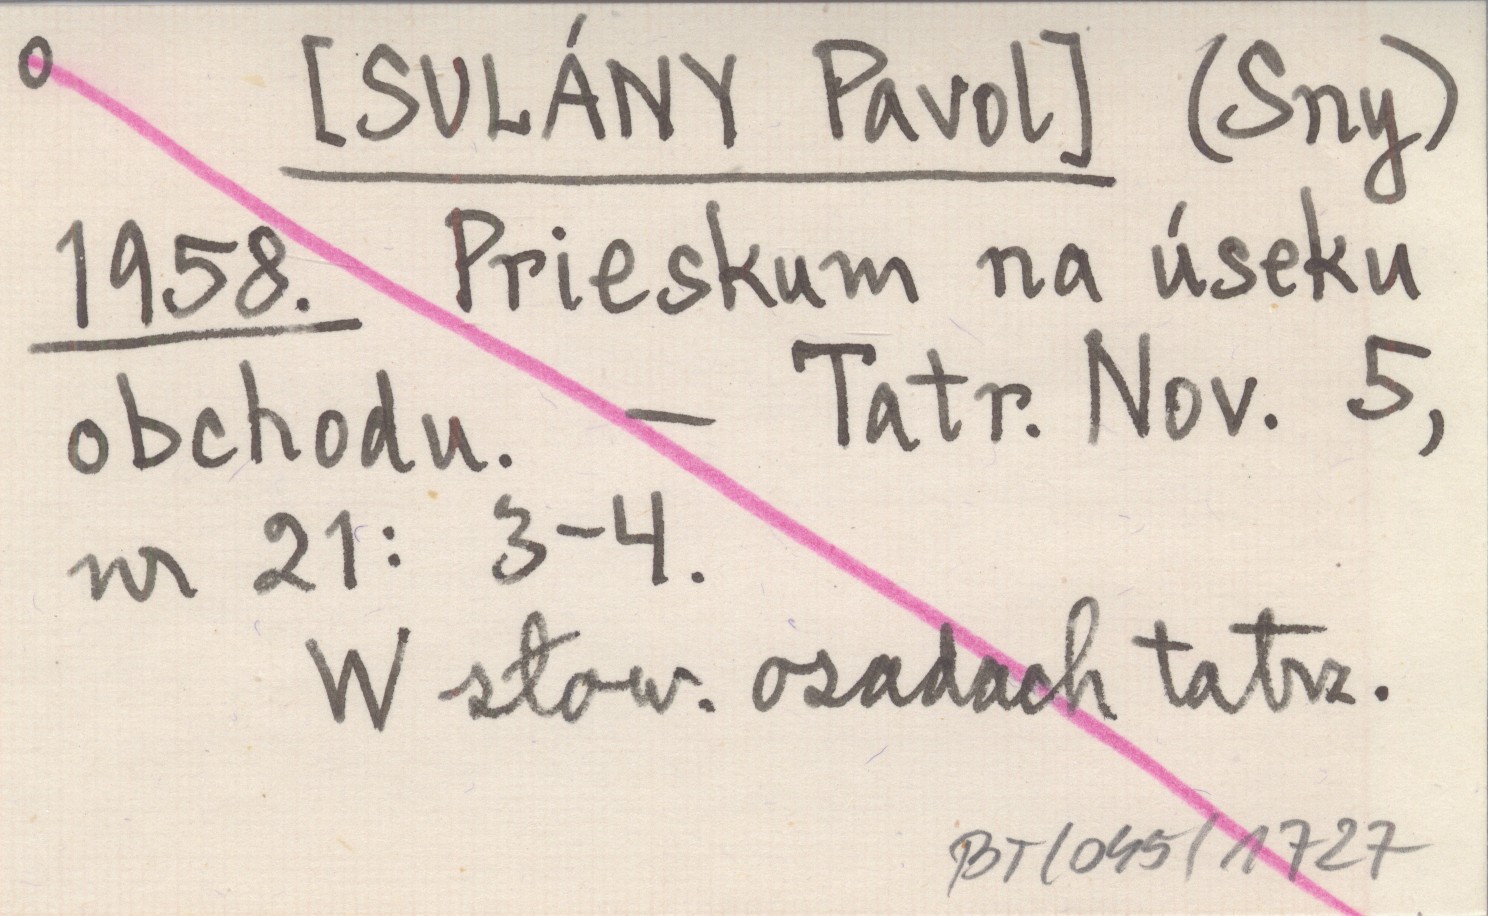 o [SULÁNY Pavol] (Sny)
1958. Prieskum na úseku
obchodu. — Tatr. Nov. 5,
nr 21: 3-4.
W słow. osadach tatrz.
BT/045/1727